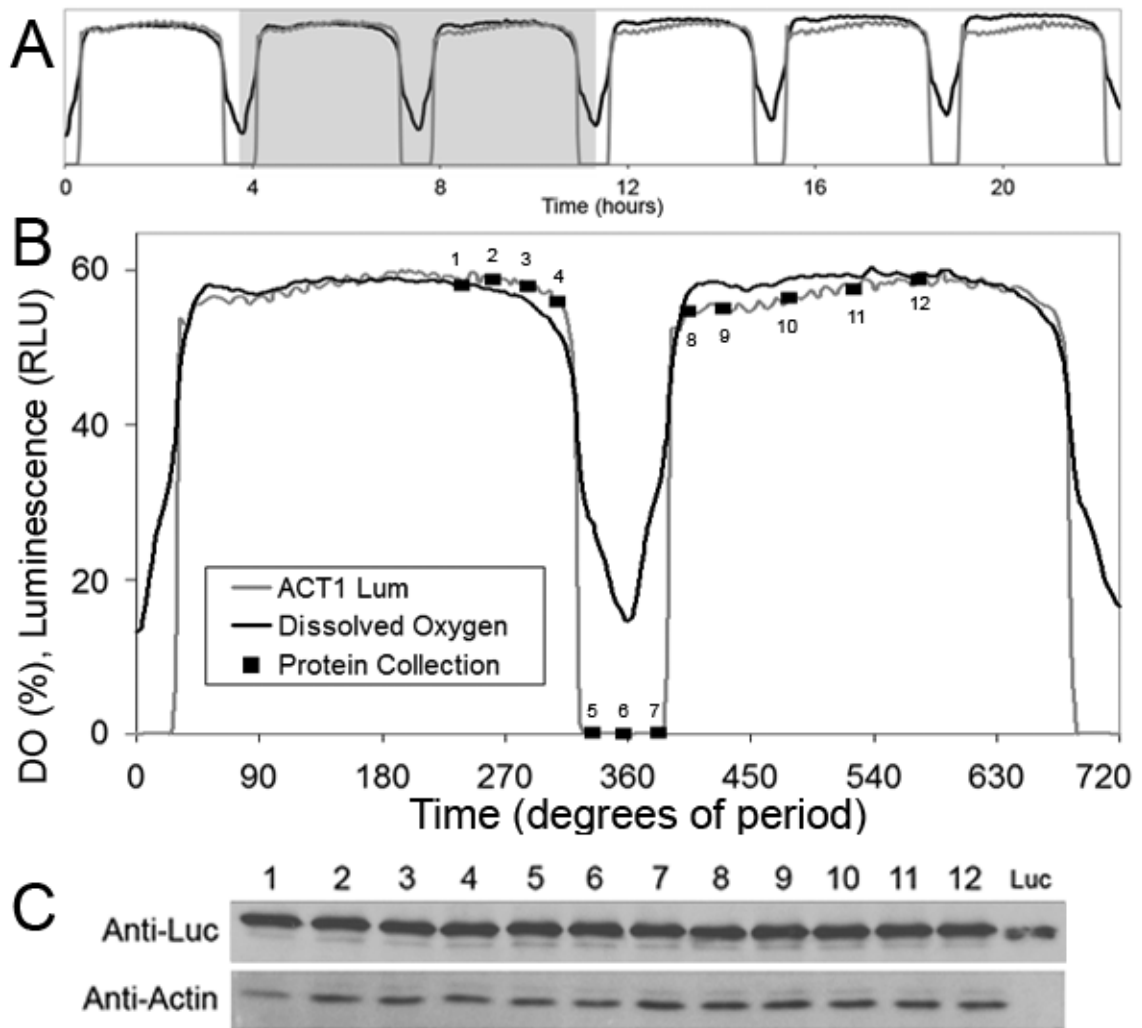 A
0 4 8 12 16 20
Time (hours)
B
DO (%), Luminescence (RLU)
60
40
20
0
1 2 3 4
8 9 10 11 12
ACT1 Lum
Dissolved Oxygen
Protein Collection
5 6 7
0 90 180 270 360 450 540 630 720
Time (degrees of period)
C
1 2 3 4 5 6 7 8 9 10 11 12 Luc
Anti-Luc
Anti-Actin